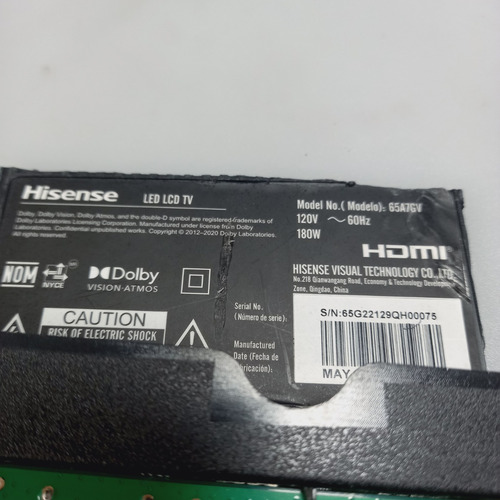 Hisense LED LCD TV
Dolby, Dolby Vision, Dolby Atmos, and the double-D symbol are registered trademarks of
Dolby Laboratories Licensing Corporation. Manufactured under license from Dolby
Laboratories. Confidential unpublished works. Copyright © 2012-2020 Dolby Laboratories.
NOM
NYCE
Dolby
VISION·ATMOS
CAUTION
RISK OF ELECTRIC SHOCK
Model No.( Modelo): 65A7GV
120V ～ 60Hz
180W
HDMI
HISENSE VISUAL TECHNOLOGY CO.,LTD.
No.218 Qianwangang Road, Economy & Technology Development
Zone, Qingdao, China
Serial No.
(Número de serie):
S/N:65G22129QH00075
Manufactured
Date (Fecha de
fabricación):
MAY